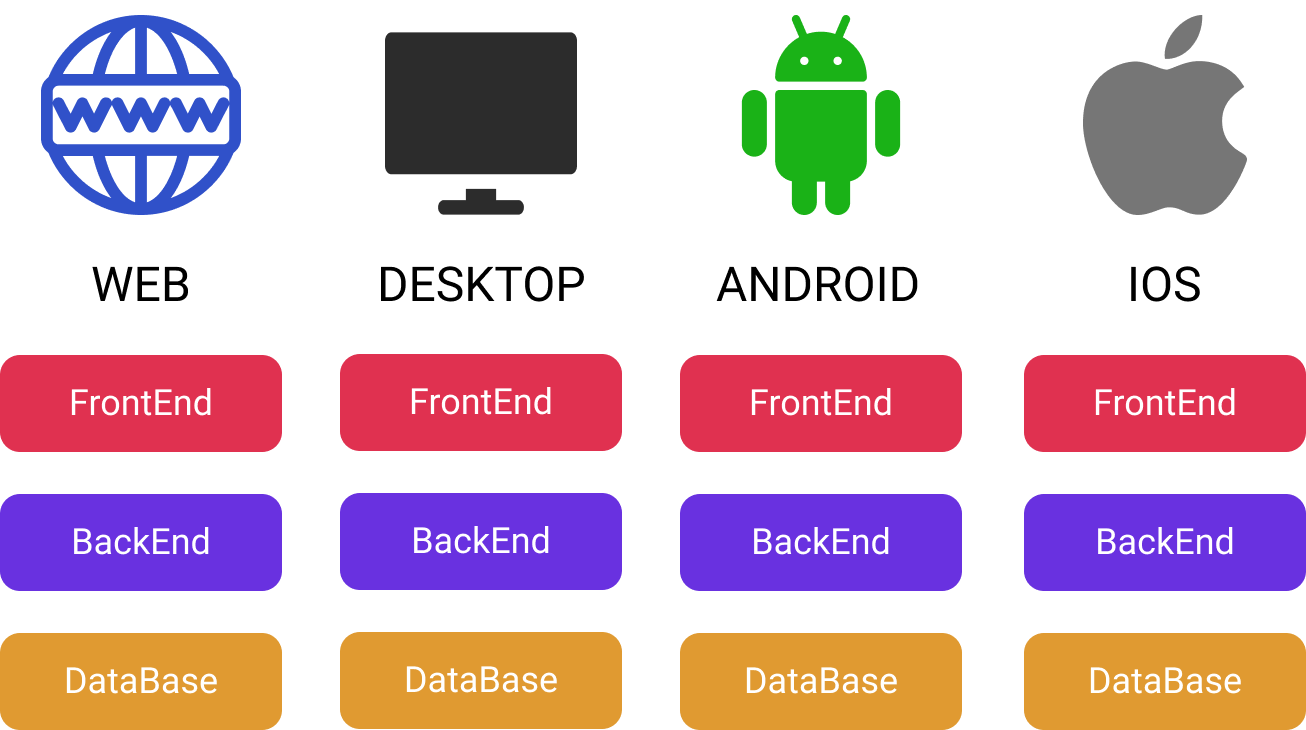 www
WEB DESKTOP ANDROID IOS
FrontEnd FrontEnd FrontEnd FrontEnd
BackEnd BackEnd BackEnd BackEnd
DataBase DataBase DataBase DataBase